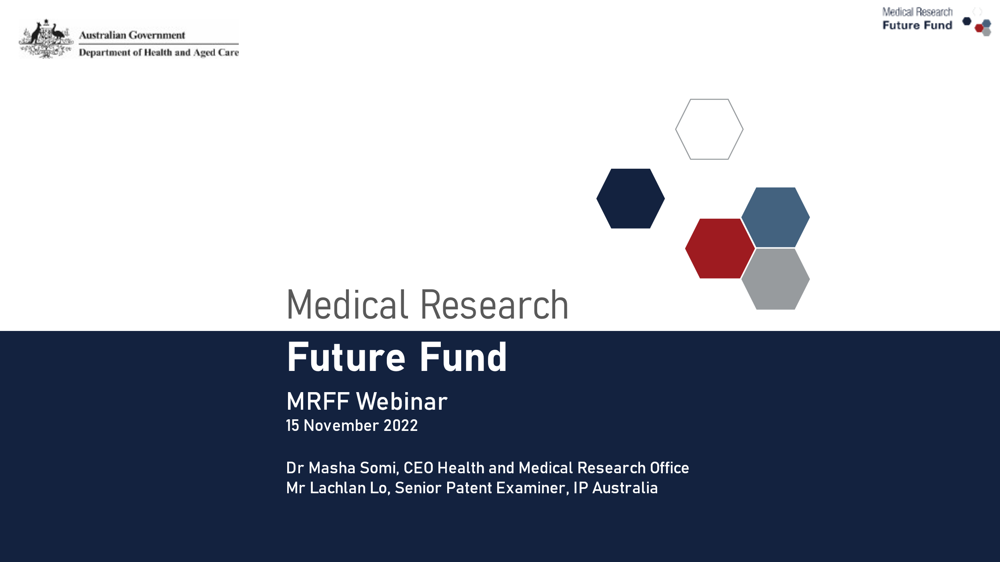 Australian Government
Department of Health and Aged Care
Medical Research
Future Fund
Medical Research
Future Fund
MRFF Webinar
15 November 2022
Dr Masha Somi, CEO Health and Medical Research Office
Mr Lachlan Lo, Senior Patent Examiner, IP Australia